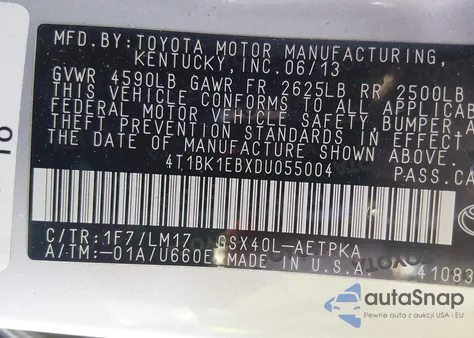 MFD.BY:TOYOTA MOTOR MANUFACTURING,
KENTUCKY,INC.06/13
GVWR 4590LB GAWR FR 2625LB RR 2500LB
THIS VEHICLE CONFORMS TO ALL APPLICA
FEDERAL MOTOR VEHICLE SAFETY, BUMPER,
THEFT PREVENTION STANDARDS IN EFFECT
THE DATE OF MANUFACTURE SHOWN ABOVE.
4T1BK1EBXDU055004 PASS.CA
C/TR:1F7/LM17 GSX40L-AETPKA
A/TM:-01A/U660E MADE IN U.S.A. 41083
autoSnap
Pewne auta z aukcji USA i EU